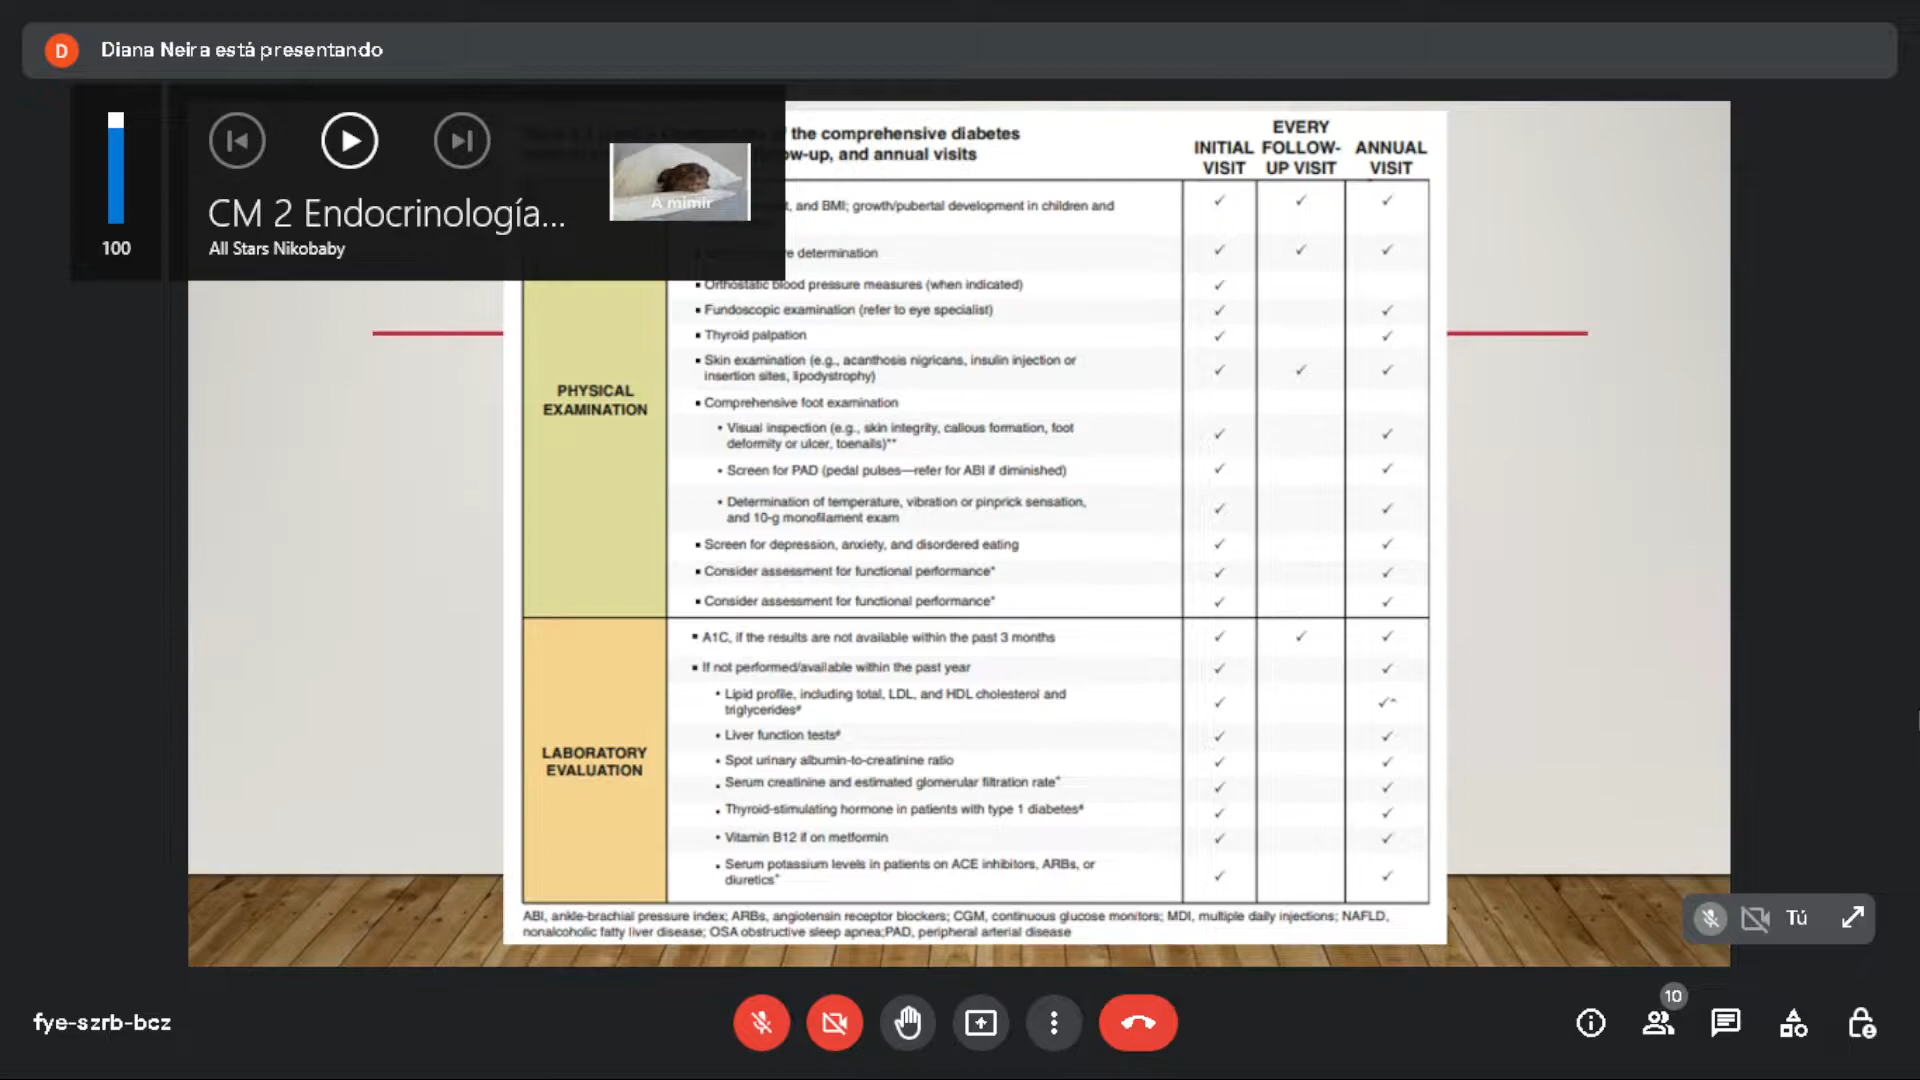 D
Diana Neira está presentando
100
CM 2 Endocrinología...
All Stars Nikobaby
A mimir
the comprehensive diabetes
ow-up, and annual visits
INITIAL
VISIT
EVERY
FOLLOW-
UP VISIT
ANNUAL
VISIT
PHYSICAL
EXAMINATION
, and BMI; growth/pubertal development in children and
✓ ✓ ✓
determination
✓ ✓ ✓
▪ Orthostatic blood pressure measures (when indicated)
✓
▪ Fundoscopic examination (refer to eye specialist)
✓ ✓
▪ Thyroid palpation
✓ ✓
▪ Skin examination (e.g., acanthosis nigricans, insulin injection or
insertion sites, lipodystrophy)
✓ ✓ ✓
▪ Comprehensive foot examination
• Visual inspection (e.g., skin integrity, callous formation, foot
deformity or ulcer, toenails)**
✓ ✓
• Screen for PAD (pedal pulses—refer for ABI if diminished)
✓ ✓
• Determination of temperature, vibration or pinprick sensation,
and 10-g monofilament exam
✓ ✓
▪ Screen for depression, anxiety, and disordered eating
✓ ✓
▪ Consider assessment for functional performance*
✓ ✓
▪ Consider assessment for functional performance*
✓ ✓
LABORATORY
EVALUATION
▪ A1C, if the results are not available within the past 3 months
✓ ✓ ✓
▪ If not performed/available within the past year
✓ ✓
• Lipid profile, including total, LDL, and HDL cholesterol and
triglycerides#
✓ ✓^
• Liver function tests#
✓ ✓
• Spot urinary albumin-to-creatinine ratio
✓ ✓
• Serum creatinine and estimated glomerular filtration rate+
✓ ✓
• Thyroid-stimulating hormone in patients with type 1 diabetes#
✓ ✓
• Vitamin B12 if on metformin
✓ ✓
• Serum potassium levels in patients on ACE inhibitors, ARBs, or
diuretics+
✓ ✓
ABI, ankle-brachial pressure index; ARBs, angiotensin receptor blockers; CGM, continuous glucose monitors; MDI, multiple daily injections; NAFLD,
nonalcoholic fatty liver disease; OSA obstructive sleep apnea;PAD, peripheral arterial disease
Tú
fye-szrb-bcz
10